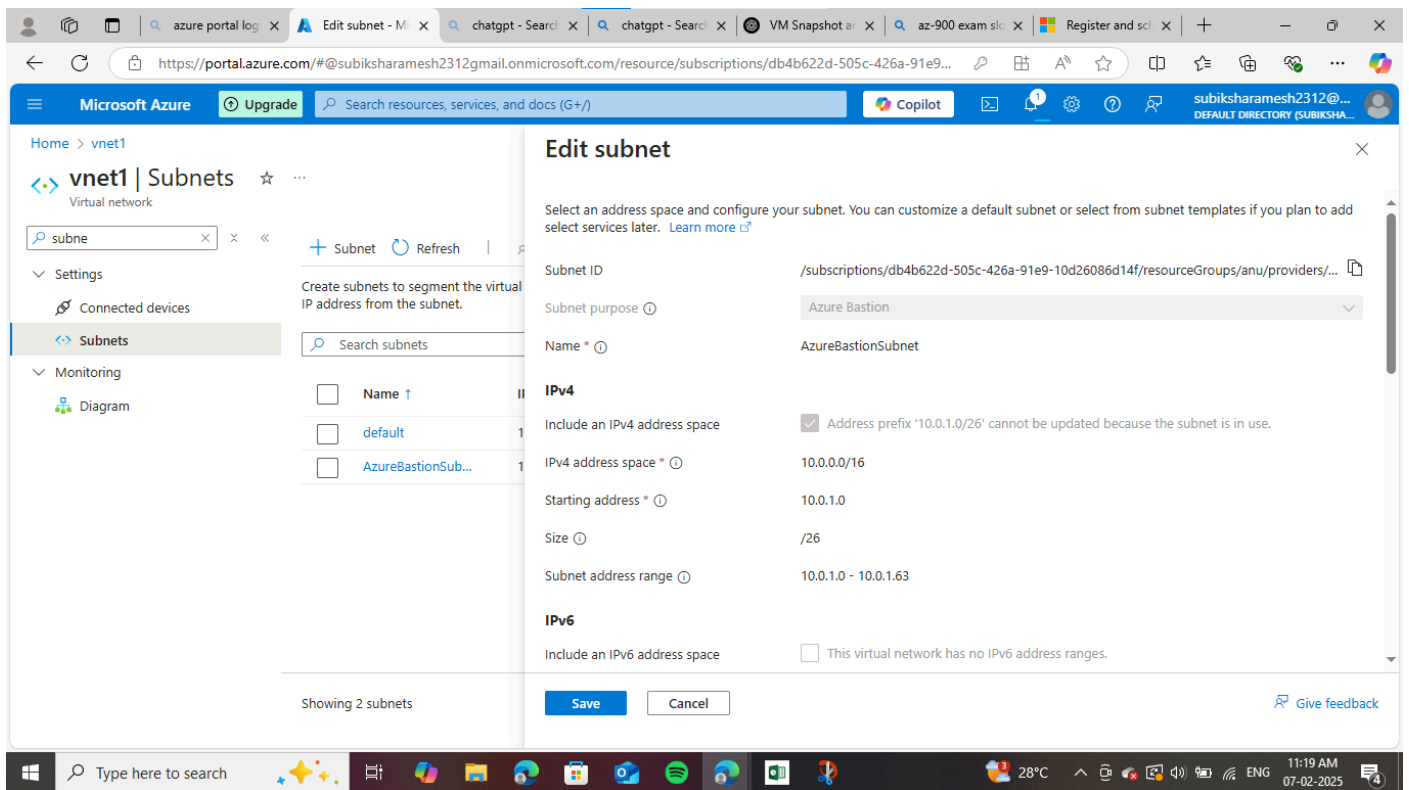 azure portal log
Edit subnet - Mi
chatgpt - Search
chatgpt - Search
VM Snapshot ar
az-900 exam slo
Register and sch
https://portal.azure.com/#@subiksharamesh2312gmail.onmicrosoft.com/resource/subscriptions/db4b622d-505c-426a-91e9...
Microsoft Azure
Upgrade
Search resources, services, and docs (G+/)
Copilot
1
subiksharamesh2312@...
DEFAULT DIRECTORY (SUBIKSHA...
Home > vnet1
vnet1 | Subnets
Virtual network
subne
Settings
Connected devices
Subnets
Monitoring
Diagram
+ Subnet
Refresh
Create subnets to segment the virtual
IP address from the subnet.
Search subnets
Name ↑
default
1
AzureBastionSub...
1
Showing 2 subnets
Edit subnet
Select an address space and configure your subnet. You can customize a default subnet or select from subnet templates if you plan to add
select services later. Learn more
Subnet ID
/subscriptions/db4b622d-505c-426a-91e9-10d26086d14f/resourceGroups/anu/providers/...
Subnet purpose
Azure Bastion
Name *
AzureBastionSubnet
IPv4
Include an IPv4 address space
Address prefix '10.0.1.0/26' cannot be updated because the subnet is in use.
IPv4 address space *
10.0.0.0/16
Starting address *
10.0.1.0
Size
/26
Subnet address range
10.0.1.0 - 10.0.1.63
IPv6
Include an IPv6 address space
This virtual network has no IPv6 address ranges.
Save
Cancel
Give feedback
Type here to search
3
28°C
ENG
11:19 AM
07-02-2025
4